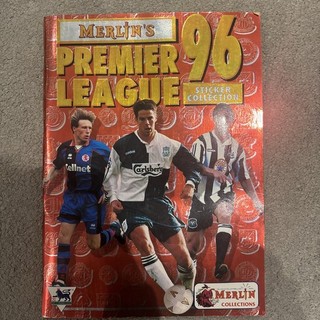 MERLIN'S
PREMIER
LEAGUE
96
STICKER
COLLECTION
Cellnet
Carlsberg
MERLIN
COLLECTIONS